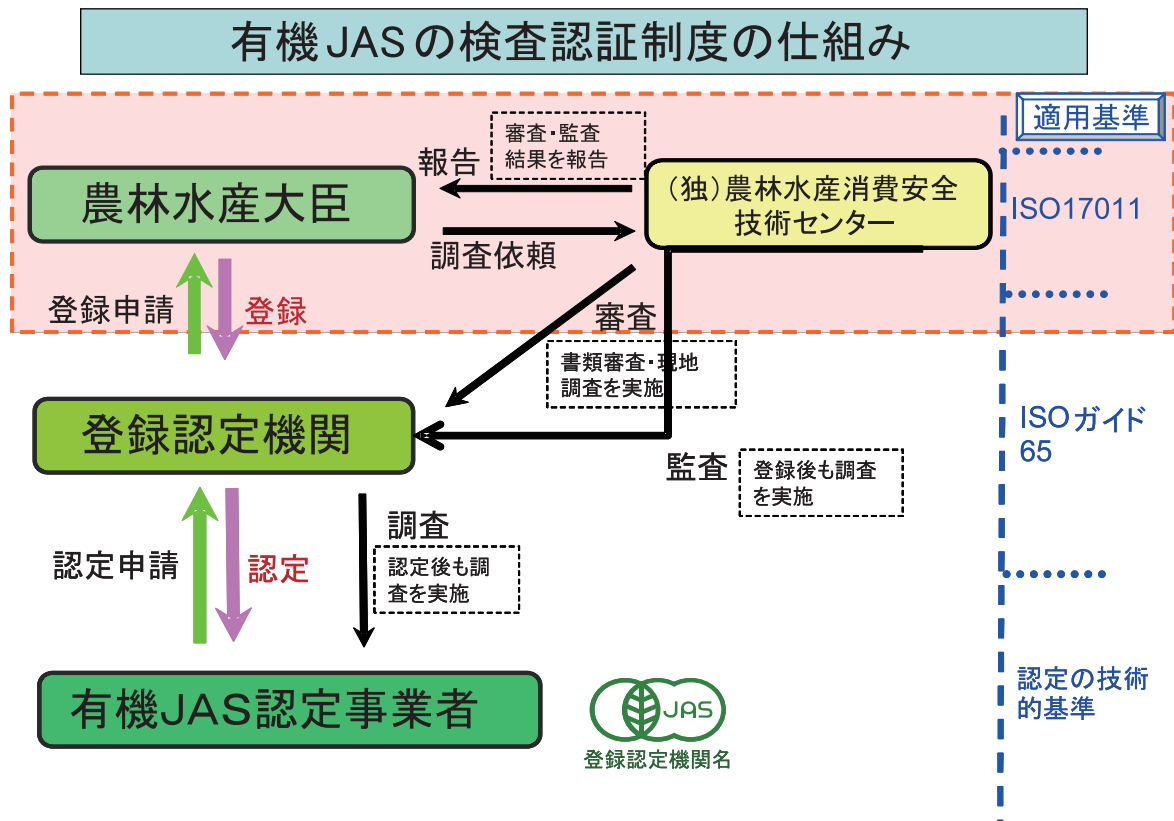 有機JASの検査認証制度の仕組み
適用基準
審査・監査
結果を報告
報告
農林水産大臣
(独)農林水産消費安全
技術センター
ISO17011
調査依頼
登録申請
登録
審査
書類審査・現地
調査を実施
登録認定機関
ISOガイド
65
監査
登録後も調査
を実施
調査
認定申請
認定
認定後も調
査を実施
有機JAS認定事業者
JAS
登録認定機関名
認定の技術
的基準